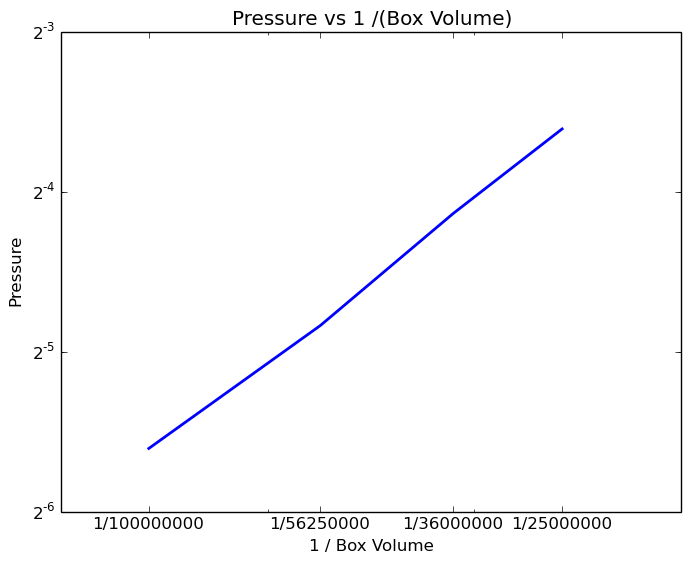 Pressure vs 1 /(Box Volume)
2^-3
2^-4
2^-5
2^-6
Pressure
1/100000000 1/56250000 1/36000000 1/25000000
1 / Box Volume